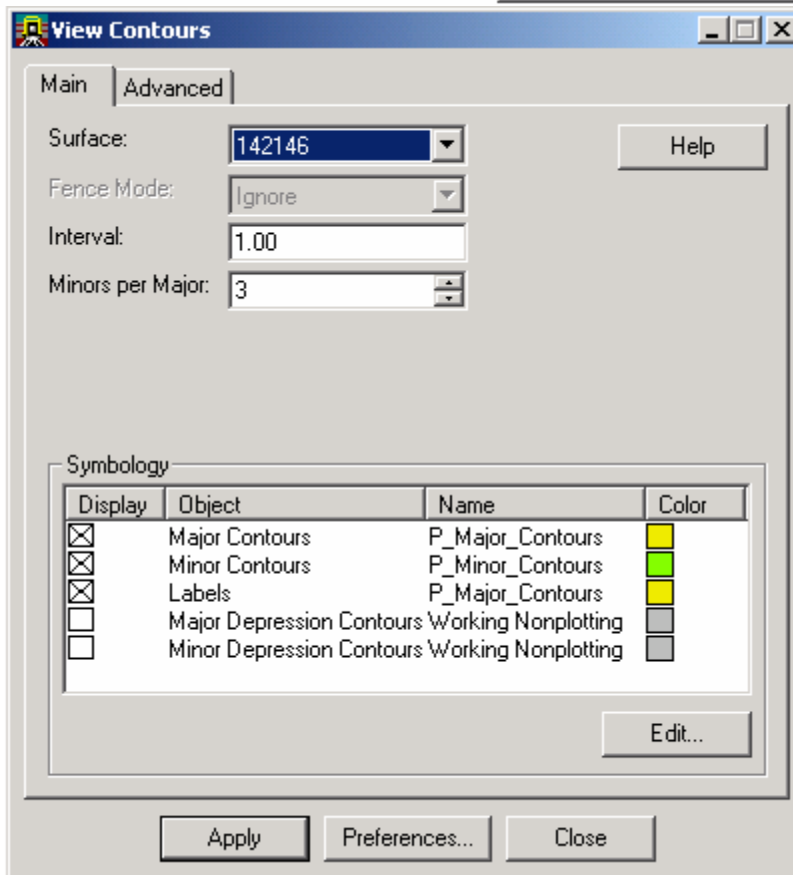 View Contours
Main Advanced
Surface: 142146 Help
Fence Mode: Ignore
Interval: 1.00
Minors per Major: 3
Symbology
Display Object Name Color
Major Contours P_Major_Contours
Minor Contours P_Minor_Contours
Labels P_Major_Contours
Major Depression Contours Working Nonplotting
Minor Depression Contours Working Nonplotting
Edit...
Apply Preferences... Close